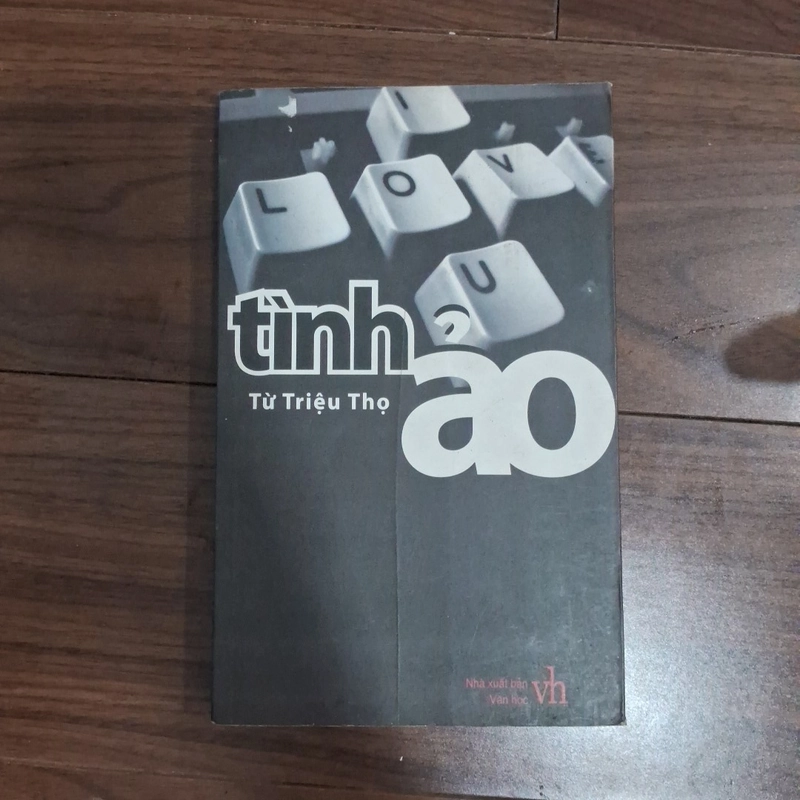 I
L O V E
U
tình
ảo
Từ Triệu Thọ
Nhà xuất bản
Văn học
vh